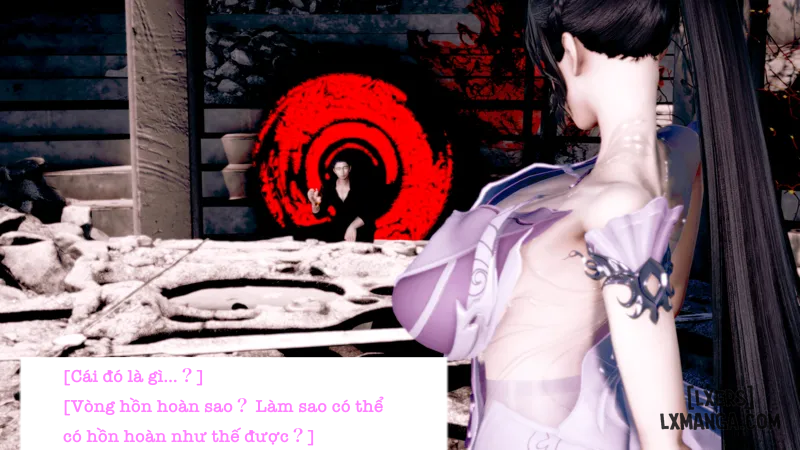 [Cái đó là gì...？]
[Vòng hồn hoàn sao？ Làm sao có thể
có hồn hoàn như thế được？]
LXMANGA.COM